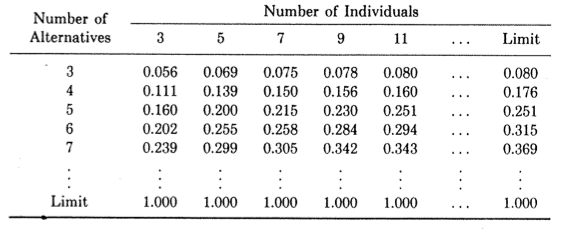 Number of Individuals
Number of
Alternatives 3 5 7 9 11 ... Limit
3 0.056 0.069 0.075 0.078 0.080 ... 0.080
4 0.111 0.139 0.150 0.156 0.160 ... 0.176
5 0.160 0.200 0.215 0.230 0.251 ... 0.251
6 0.202 0.255 0.258 0.284 0.294 ... 0.315
7 0.239 0.299 0.305 0.342 0.343 ... 0.369
⋮ ⋮ ⋮ ⋮ ⋮ ⋮ ⋮ ⋮
Limit 1.000 1.000 1.000 1.000 1.000 ... 1.000